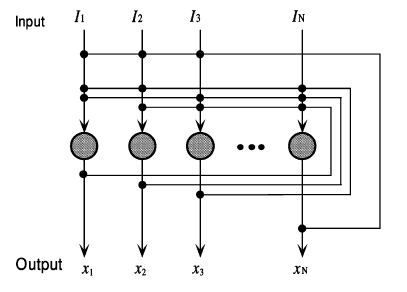 Input I1 I2 I3 IN
Output x1 x2 x3 xN